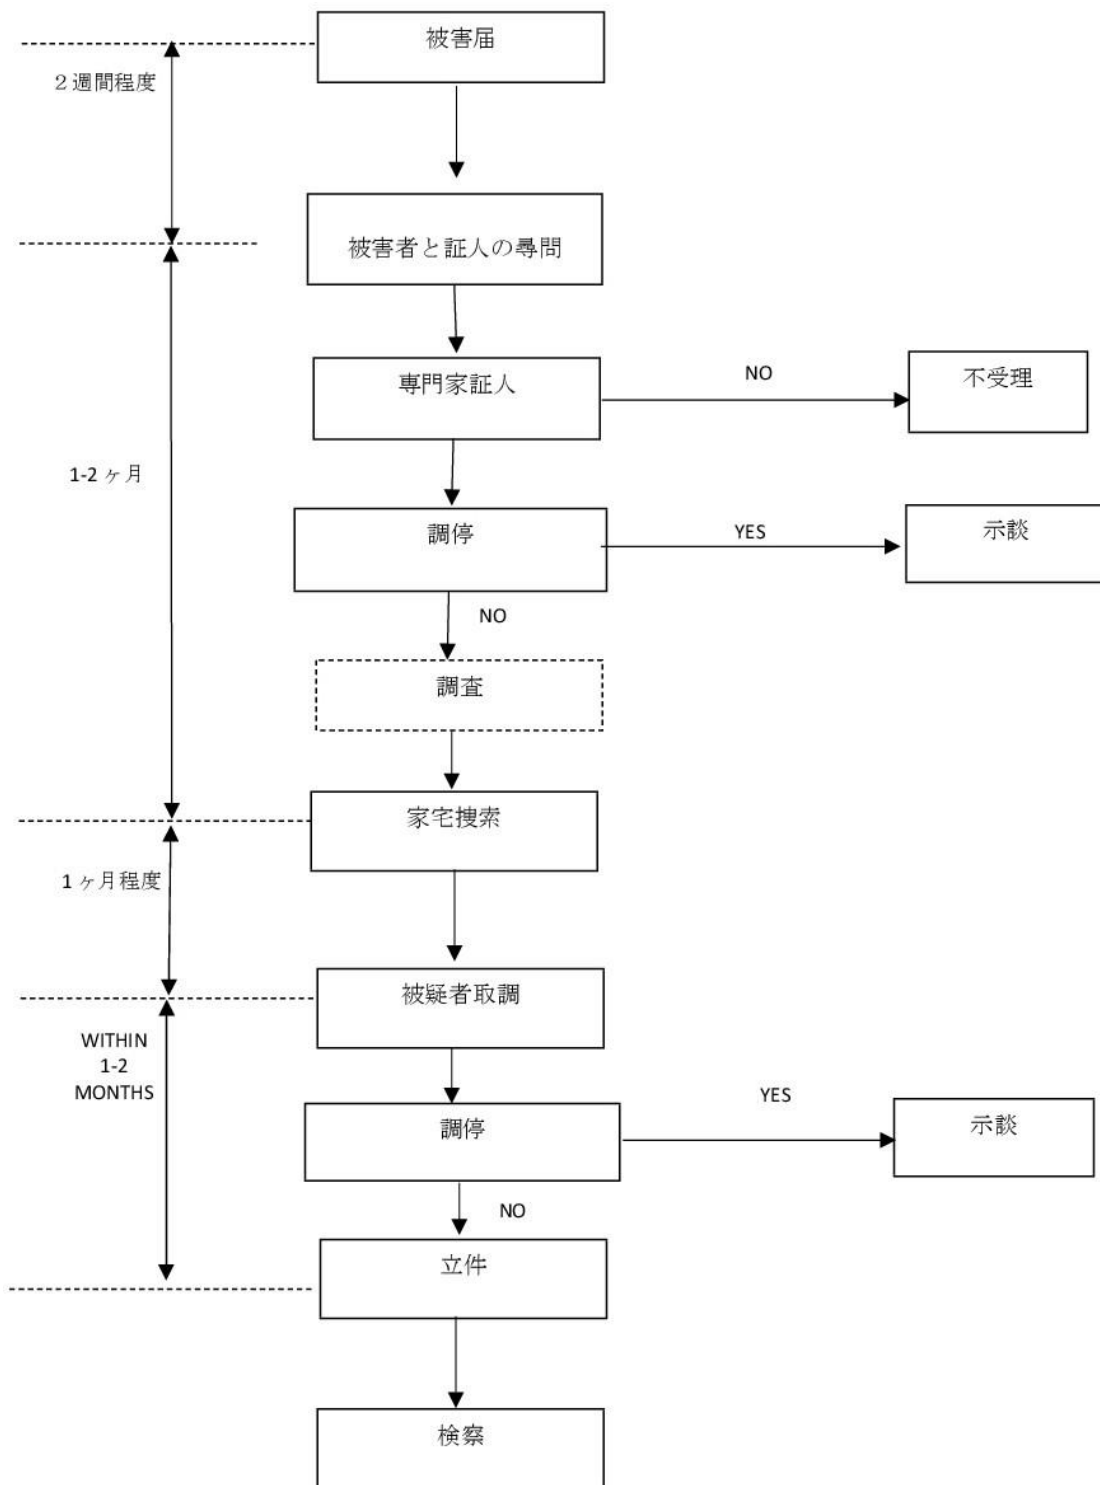 被害届
２週間程度
被害者と証人の尋問
専門家証人
NO
不受理
1-2 ヶ月
調停
YES
示談
NO
調査
家宅捜索
1 ヶ月程度
被疑者取調
WITHIN
1-2
MONTHS
YES
調停
示談
NO
立件
検察